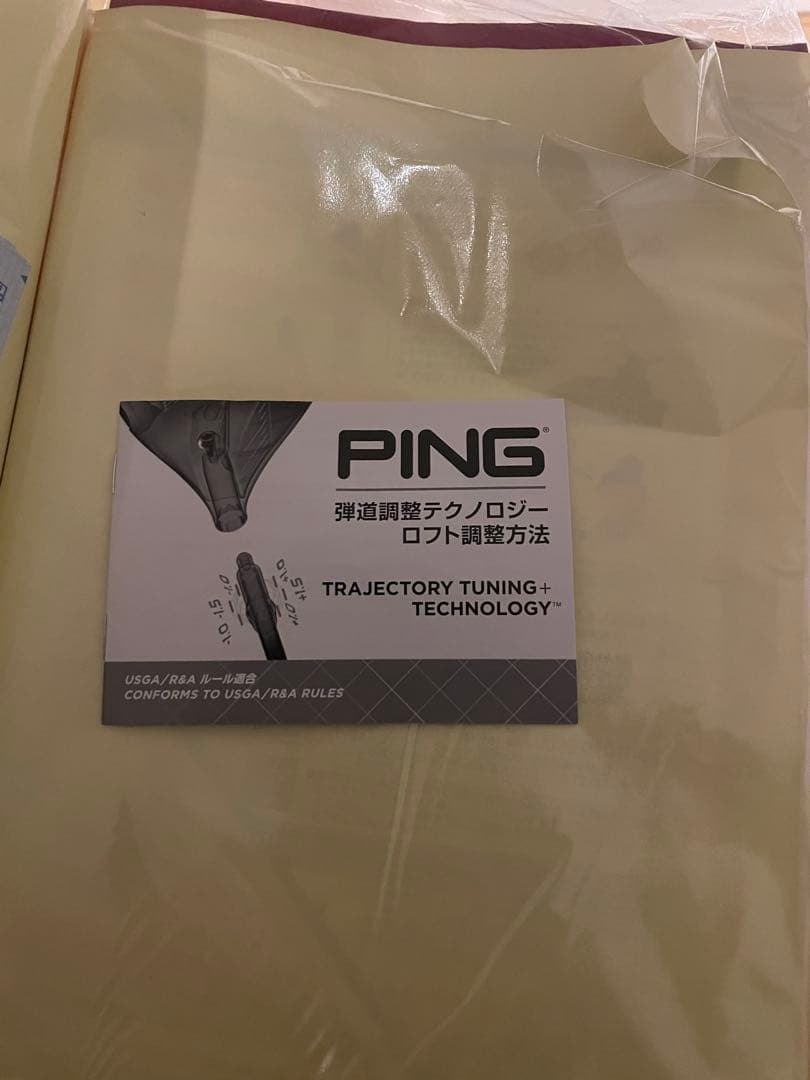 PING®
弾道調整テクノロジー
ロフト調整方法
TRAJECTORY TUNING+
TECHNOLOGY™
USGA/R&A ルール適合
CONFORMS TO USGA/R&A RULES